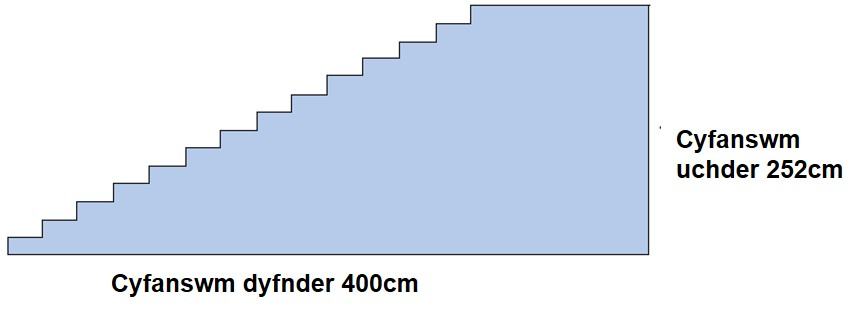 Cyfanswm
uchder 252cm
Cyfanswm dyfnder 400cm